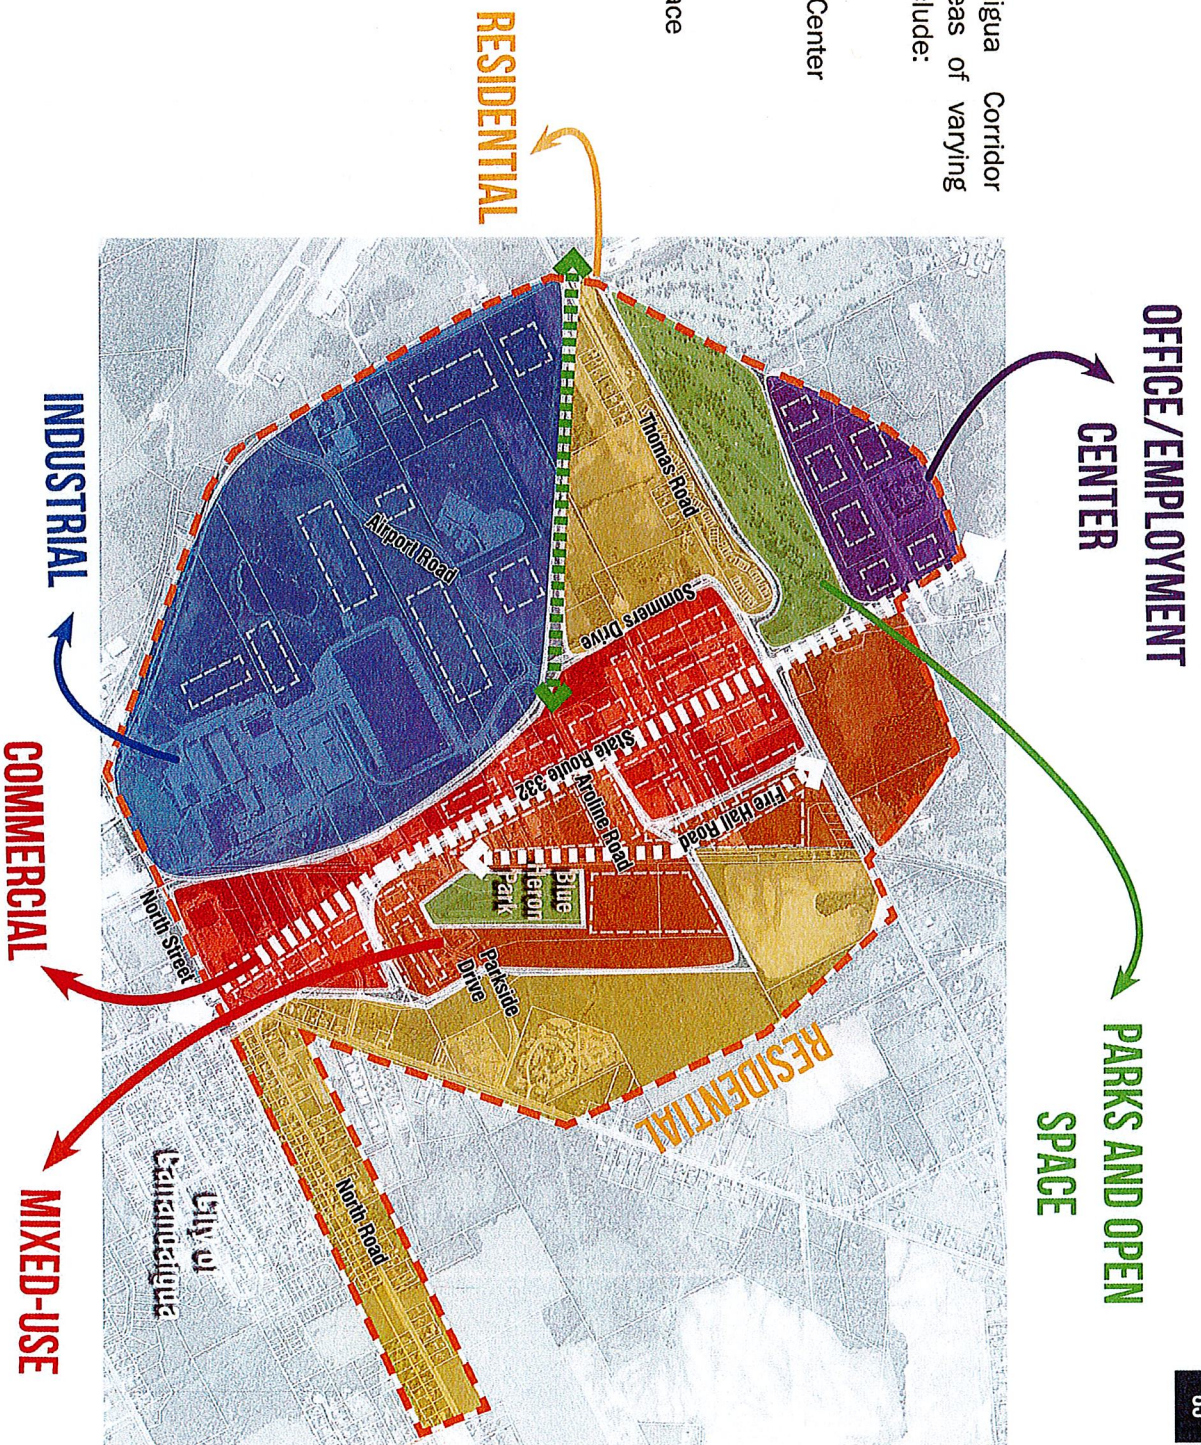 igua Corridor
eas of varying
lude:
Center
ace
OFFICE/EMPLOYMENT
CENTER
PARKS AND OPEN
SPACE
RESIDENTIAL
Thomas Road
Sommers Drive
Airport Road
State Route 332
Aroline Road
Fire Hall Road
Blue
Heron
Park
Parkside
Drive
North Street
RESIDENTIAL
North Road
City of
Canandaigua
INDUSTRIAL
COMMERCIAL
MIXED-USE